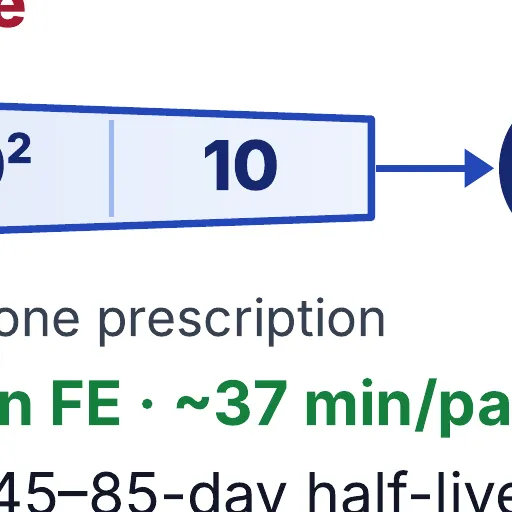 e
² 10
one prescription
n FE · ~37 min/pa
45–85-day half-live